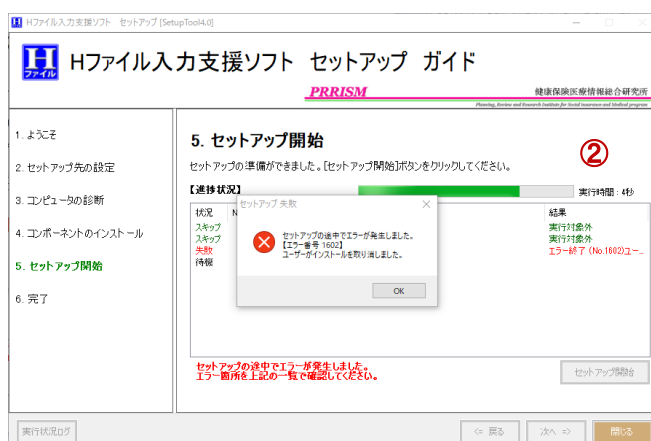 Hファイル入力支援ソフト セットアップ [SetupTool4.0]
H
ファイル
Hファイル入力支援ソフト セットアップ ガイド
PRRISM
健康保険医療情報総合研究所
Planning, Review and Research Institute for Social insurance and Medical program
1. ようこそ
2. セットアップ先の設定
3. コンピュータの診断
4. コンポーネントのインストール
5. セットアップ開始
6. 完了
5. セットアップ開始
②
セットアップの準備ができました。[セットアップ開始]ボタンをクリックしてください。
【進捗状況】
実行時間 : 4秒
状況 N 結果
スキップ 実行対象外
スキップ 実行対象外
失敗 エラー終了 (No.1602)ユー...
待機
セットアップ 失敗
セットアップの途中でエラーが発生しました。
【エラー番号 1602】
ユーザーがインストールを取り消しました。
OK
セットアップの途中でエラーが発生しました。
エラー箇所を上記の一覧で確認してください。
セットアップ開始
実行状況ログ
<= 戻る
次へ =>
閉じる